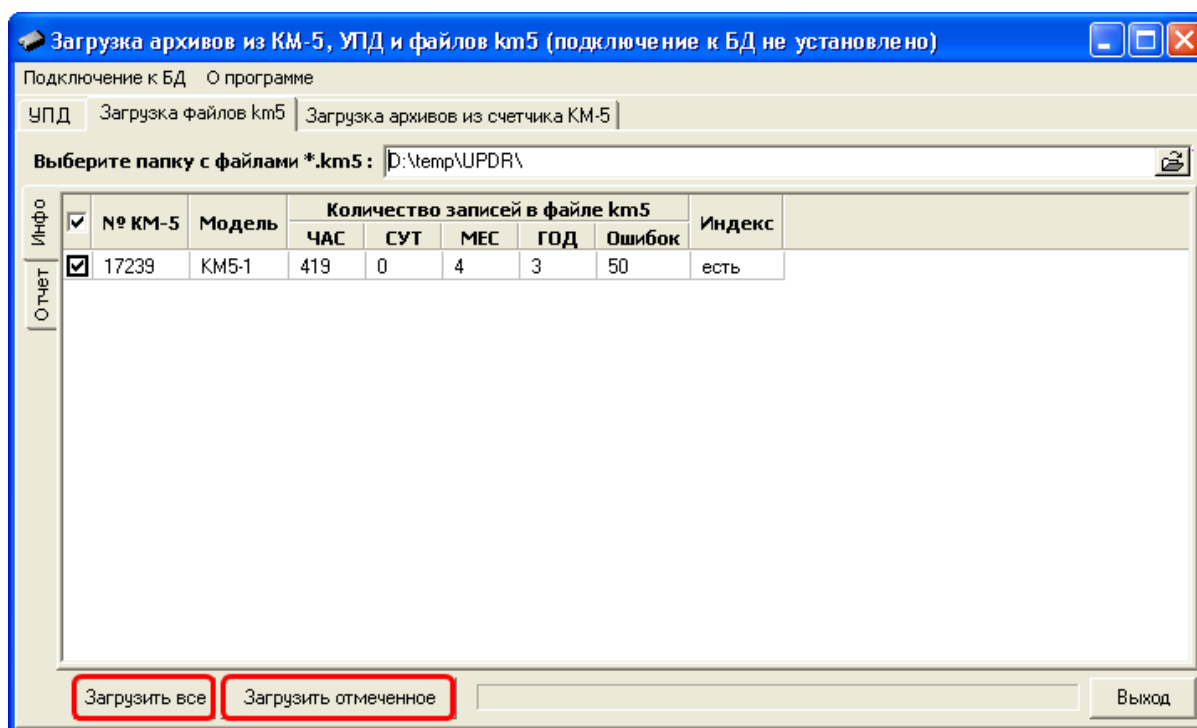 Загрузка архивов из КМ-5, УПД и файлов km5 (подключение к БД не установлено)
Подключение к БД О программе
УПД Загрузка файлов km5 Загрузка архивов из счетчика КМ-5
Выберите папку с файлами *.km5 : D:\temp\UPDR\
Инфо
Отчет
№ КМ-5 Модель Количество записей в файле km5 Индекс
ЧАС СУТ МЕС ГОД Ошибок
17239 КМ5-1 419 0 4 3 50 есть
Загрузить все Загрузить отмеченное Выход